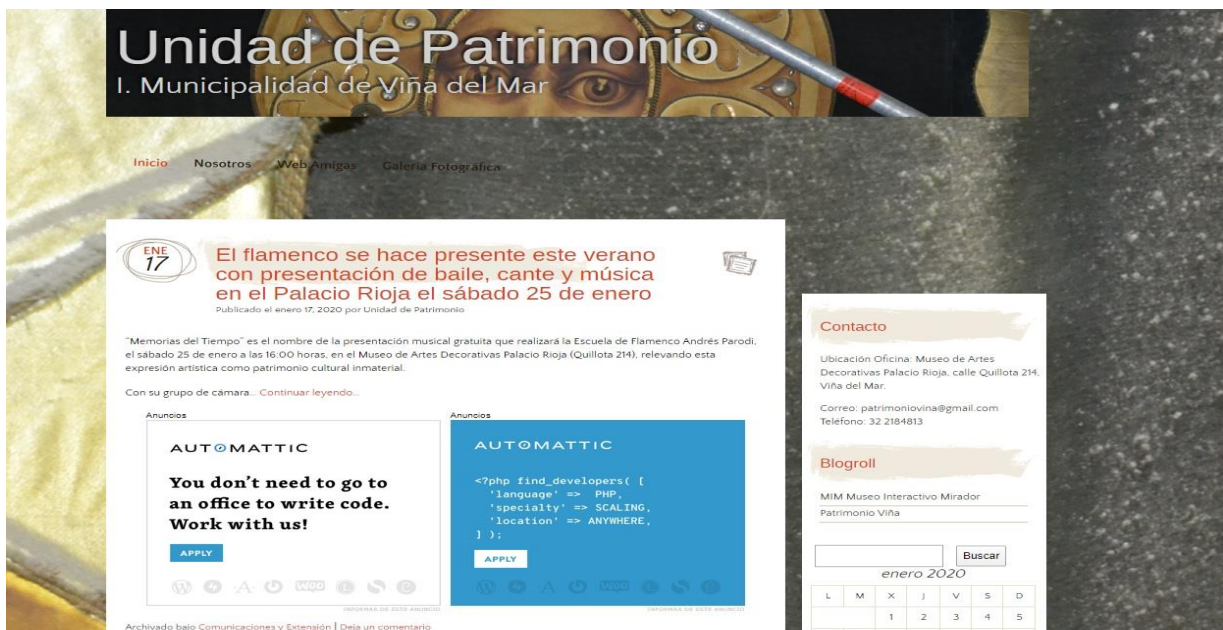 Unidad de Patrimonio
I. Municipalidad de Viña del Mar
Inicio Nosotros Web Amigas Galería Fotográfica
ENE
17
El flamenco se hace presente este verano
con presentación de baile, cante y música
en el Palacio Rioja el sábado 25 de enero
Publicado el enero 17, 2020 por Unidad de Patrimonio
"Memorias del Tiempo" es el nombre de la presentación musical gratuita que realizará la Escuela de Flamenco Andrés Parodi,
el sábado 25 de enero a las 16:00 horas, en el Museo de Artes Decorativas Palacio Rioja (Quillota 214), relevando esta
expresión artística como patrimonio cultural inmaterial.
Con su grupo de cámara... Continuar leyendo...
Anuncios
AUTOMATTIC
You don't need to go to
an office to write code.
Work with us!
APPLY
INFORMAR DE ESTE ANUNCIO
Anuncios
AUTOMATTIC
<?php find_developers( [
'language' => PHP,
'specialty' => SCALING,
'location' => ANYWHERE,
] );
APPLY
INFORMAR DE ESTE ANUNCIO
Archivado bajo Comunicaciones y Extensión | Deja un comentario
Contacto
Ubicación Oficina: Museo de Artes
Decorativas Palacio Rioja, calle Quillota 214,
Viña del Mar.
Correo: patrimoniovina@gmail.com
Teléfono: 32 2184813
Blogroll
MIM Museo Interactivo Mirador
Patrimonio Viña
Buscar
enero 2020
L M X J V S D
1 2 3 4 5